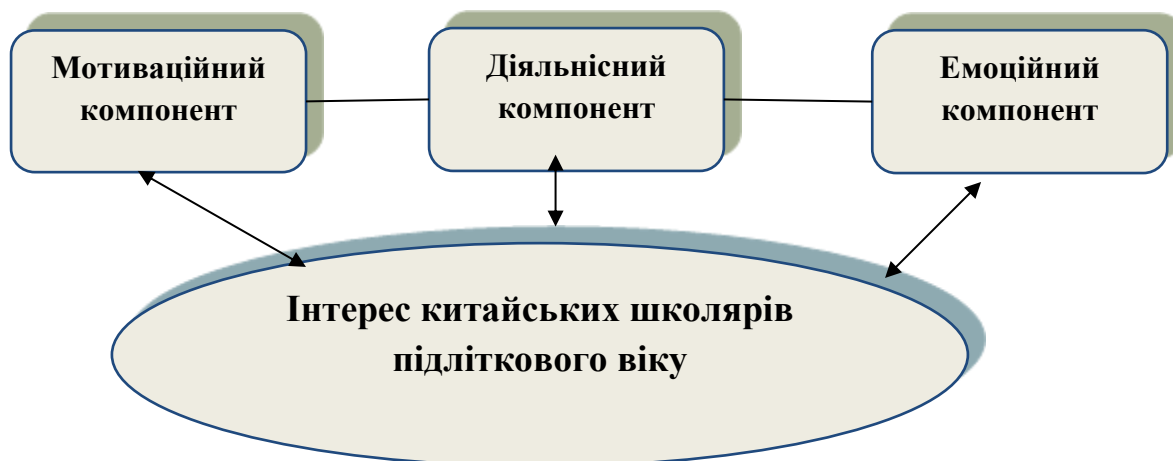 Мотиваційний
компонент
Діяльнісний
компонент
Емоційний
компонент
Інтерес китайських школярів
підліткового віку